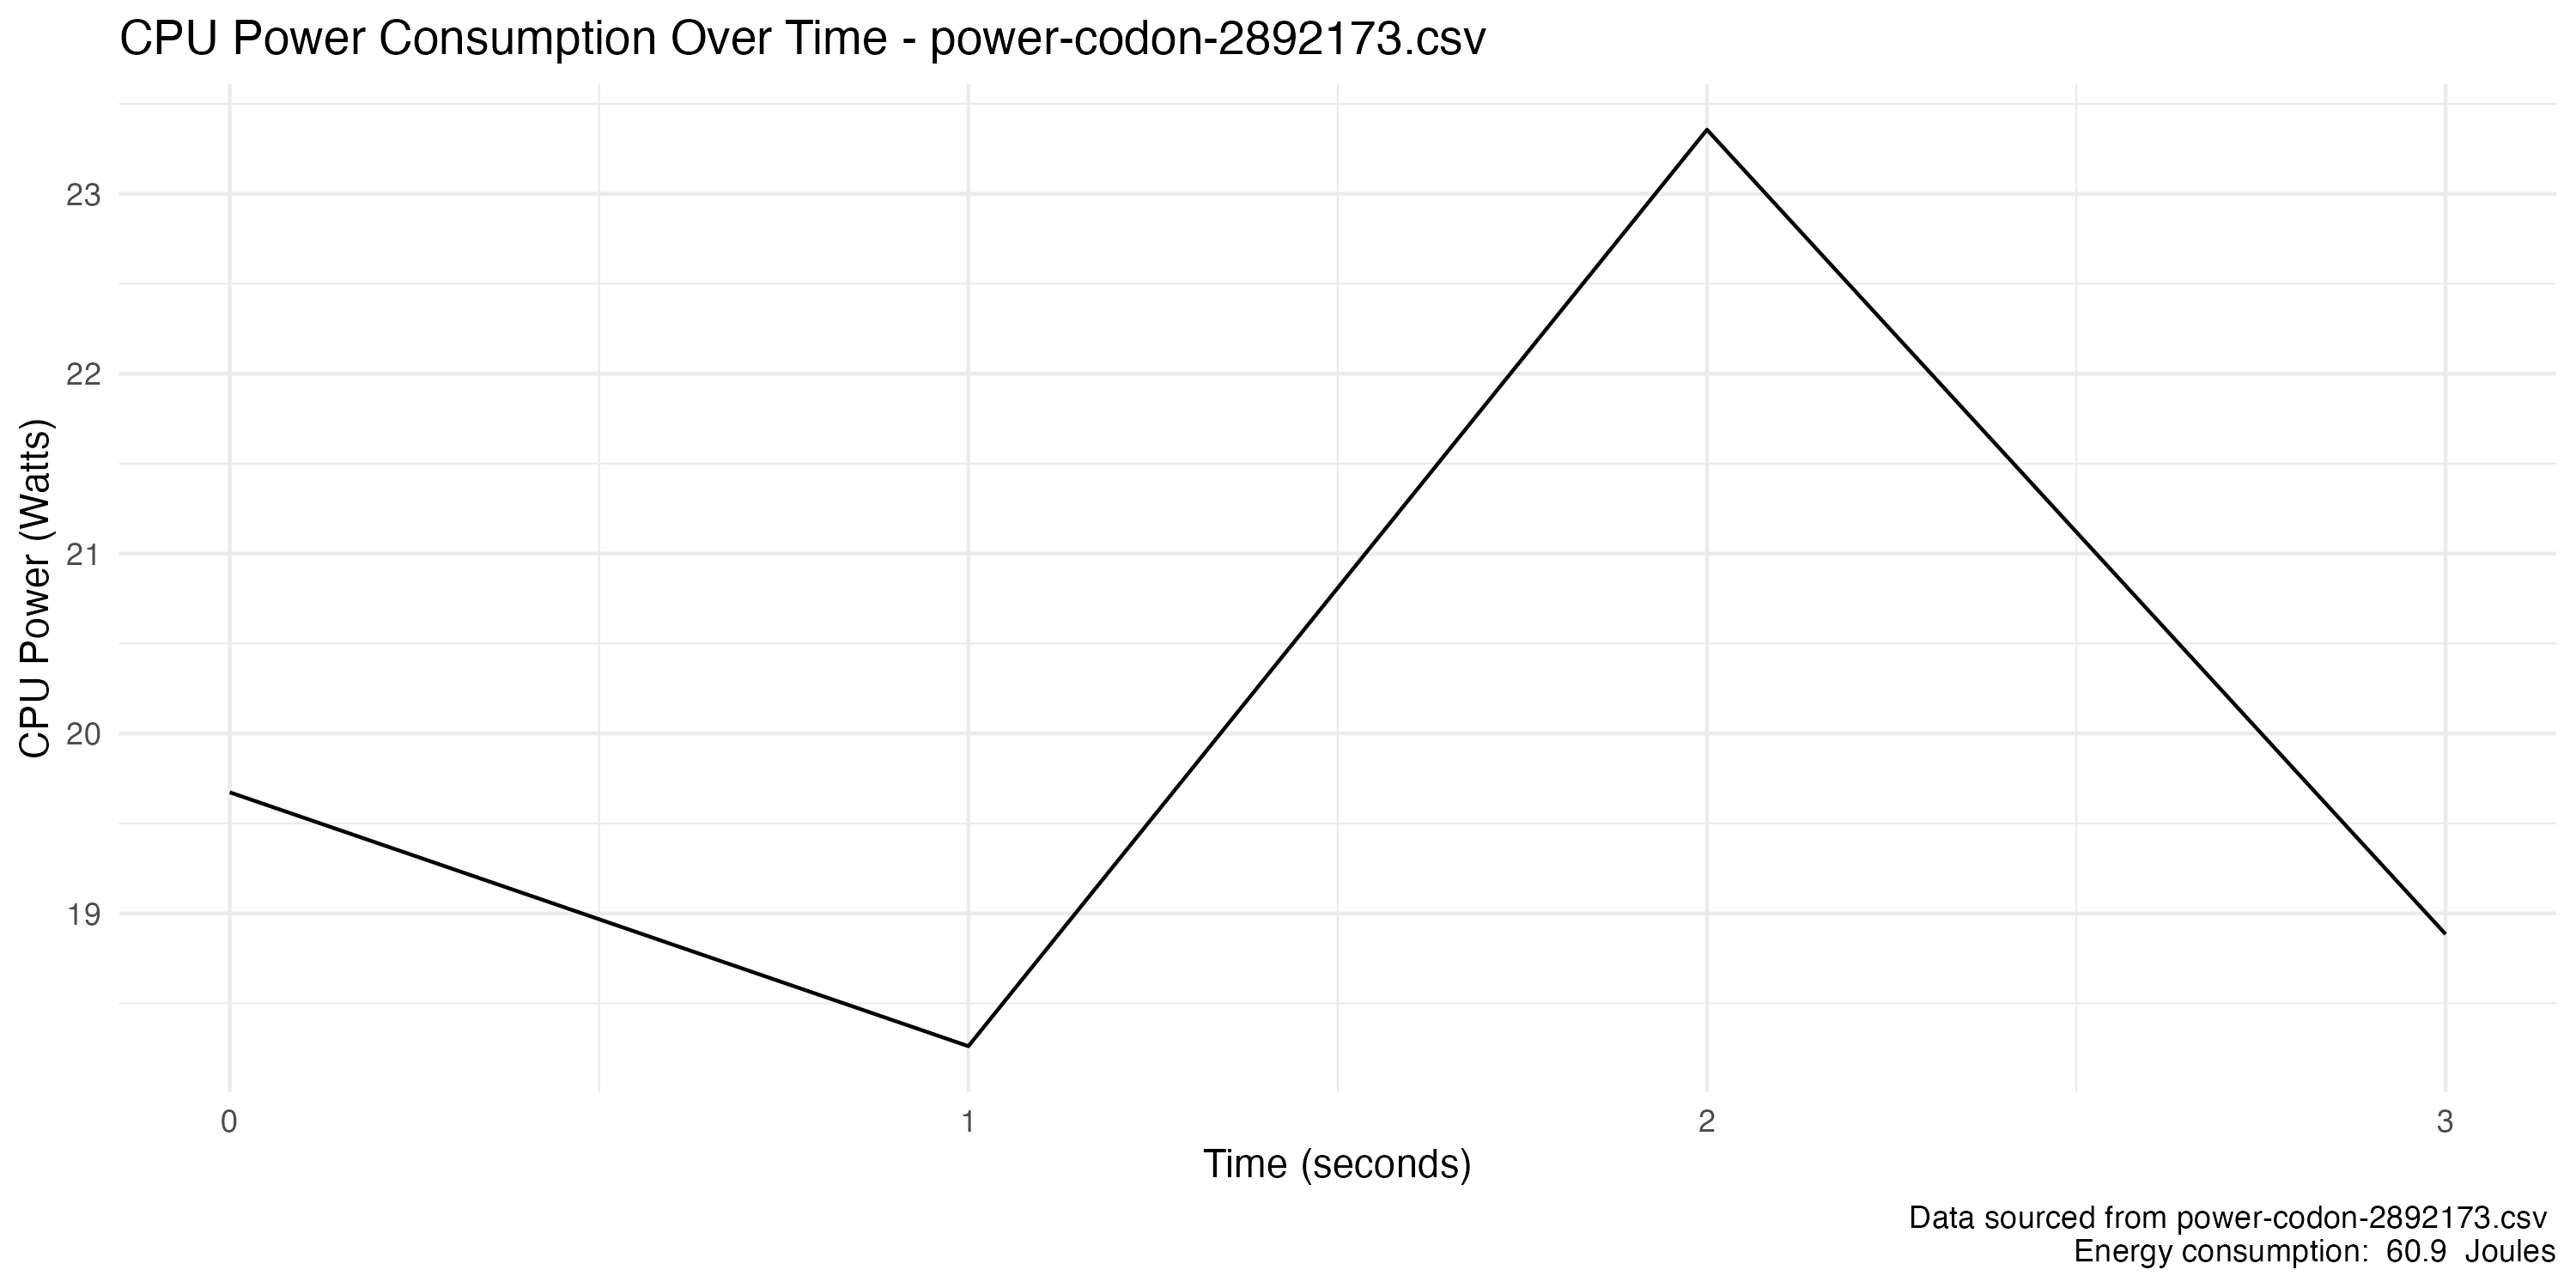 CPU Power Consumption Over Time - power-codon-2892173.csv
CPU Power (Watts)
23
22
21
20
19
0 1 2 3
Time (seconds)
Data sourced from power-codon-2892173.csv
Energy consumption: 60.9 Joules